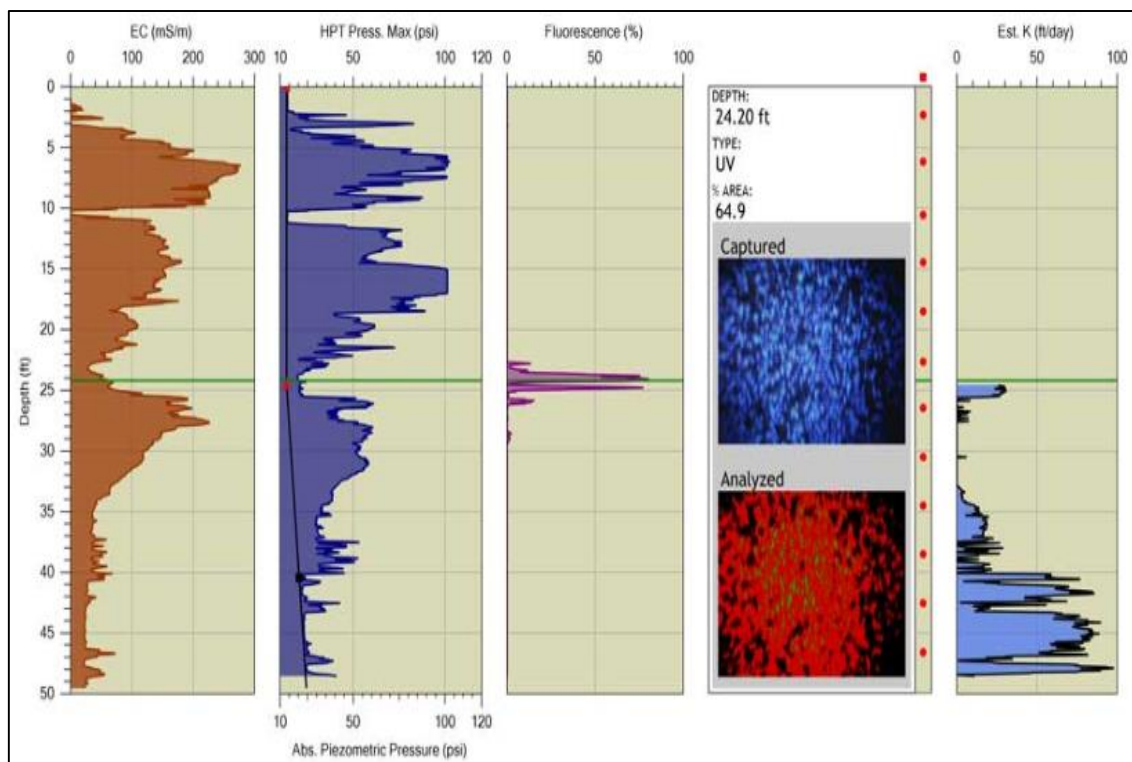 EC (mS/m)
0 100 200 300
HPT Press. Max (psi)
10 50 100 120
Fluorescence (%)
0 50 100
Est. K (ft/day)
0 50 100
Depth (ft)
0
5
10
15
20
25
30
35
40
45
50
DEPTH:
24.20 ft
TYPE:
UV
% AREA:
64.9
Captured
Analyzed
10 50 100 120
Abs. Piezometric Pressure (psi)